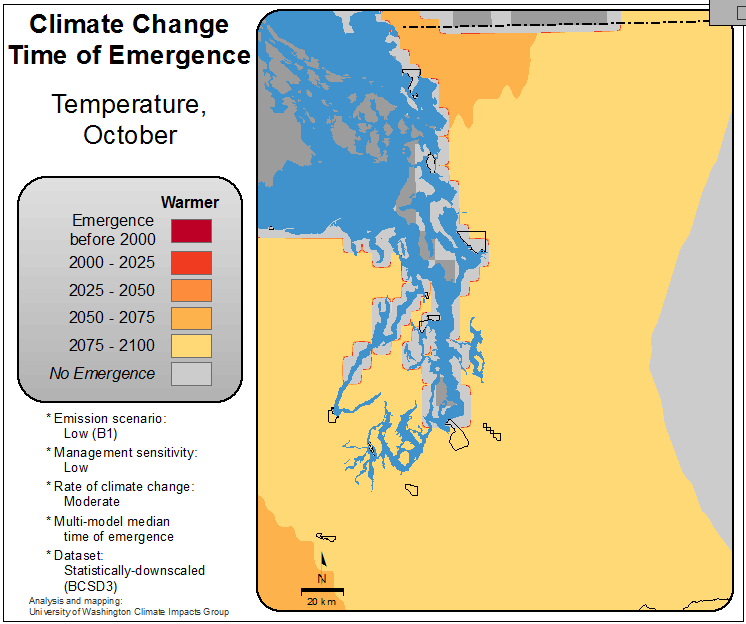 Climate Change
Time of Emergence
Temperature,
October
Warmer
Emergence
before 2000
2000 - 2025
2025 - 2050
2050 - 2075
2075 - 2100
No Emergence
* Emission scenario:
Low (B1)
* Management sensitivity:
Low
* Rate of climate change:
Moderate
* Multi-model median
time of emergence
* Dataset:
Statistically-downscaled
(BCSD3)
Analysis and mapping:
University of Washington Climate Impacts Group
N
20 km